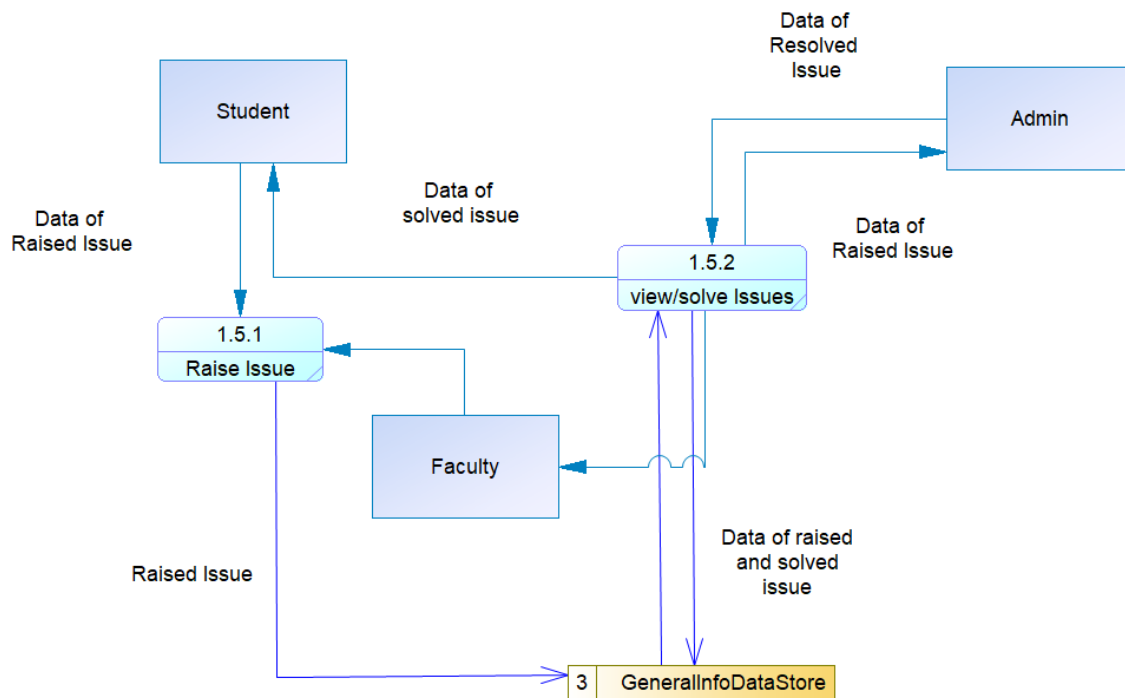 Data of
Resolved
Issue
Student
Admin
Data of
solved issue
Data of
Raised Issue
Data of
Raised Issue
1.5.2
view/solve Issues
1.5.1
Raise Issue
Faculty
Data of raised
and solved
issue
Raised Issue
3 GeneralInfoDataStore